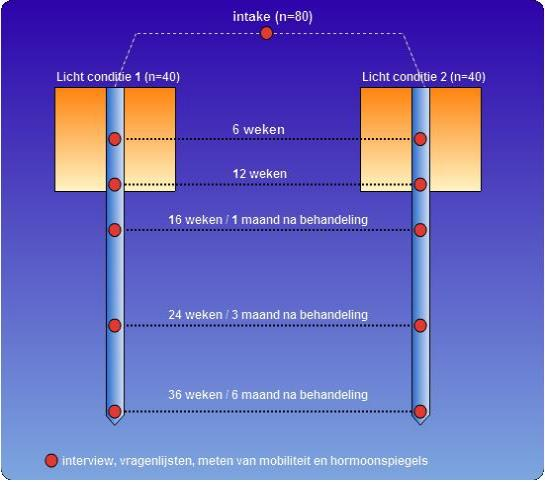 intake (n=80)
Licht conditie 1 (n=40)
Licht conditie 2 (n=40)
6 weken
12 weken
16 weken / 1 maand na behandeling
24 weken / 3 maand na behandeling
36 weken / 6 maand na behandeling
interview, vragenlijsten, meten van mobiliteit en hormoonspiegels